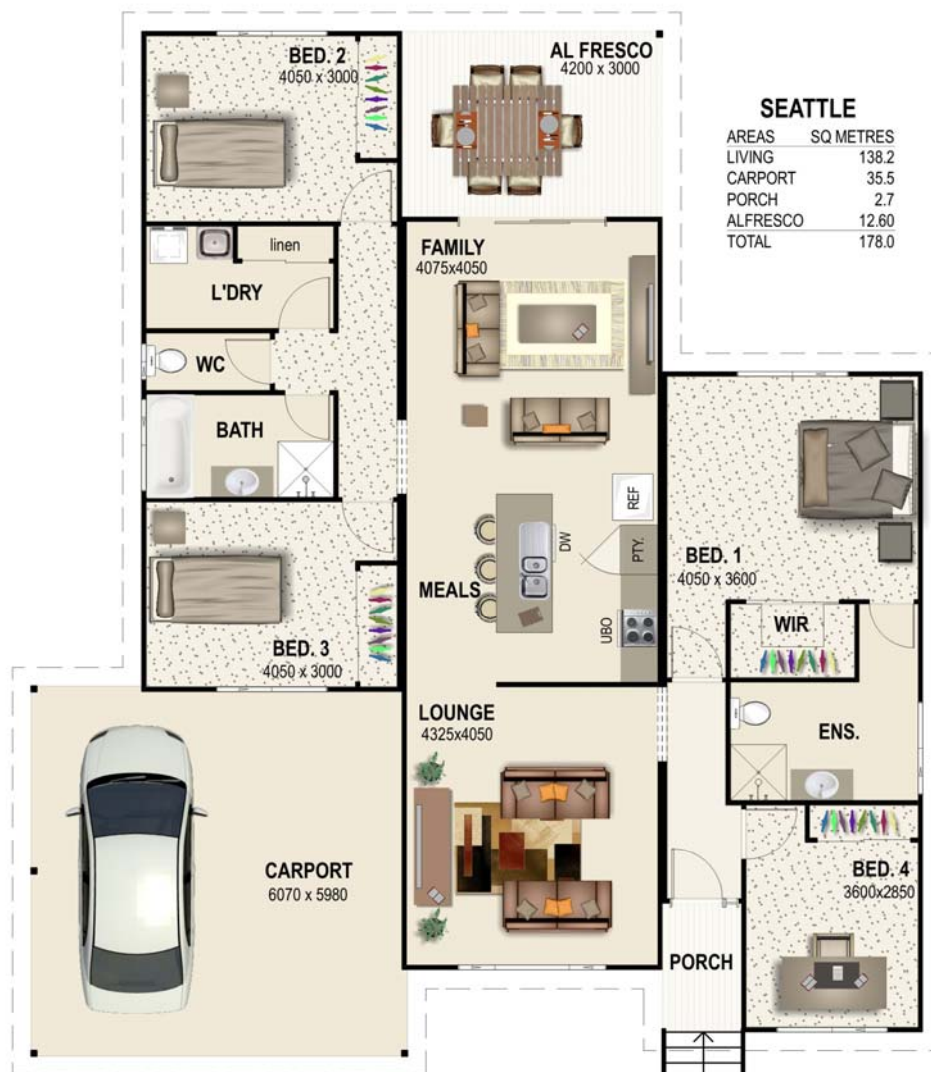 BED. 2
4050 x 3000
AL FRESCO
4200 x 3000
SEATTLE
AREAS SQ METRES
LIVING 138.2
CARPORT 35.5
PORCH 2.7
ALFRESCO 12.60
TOTAL 178.0
linen
L'DRY
FAMILY
4075x4050
WC
BATH
REF
DW
PTY.
MEALS
UBO
BED. 1
4050 x 3600
WIR
BED. 3
4050 x 3000
LOUNGE
4325x4050
ENS.
CARPORT
6070 x 5980
BED. 4
3600x2850
PORCH